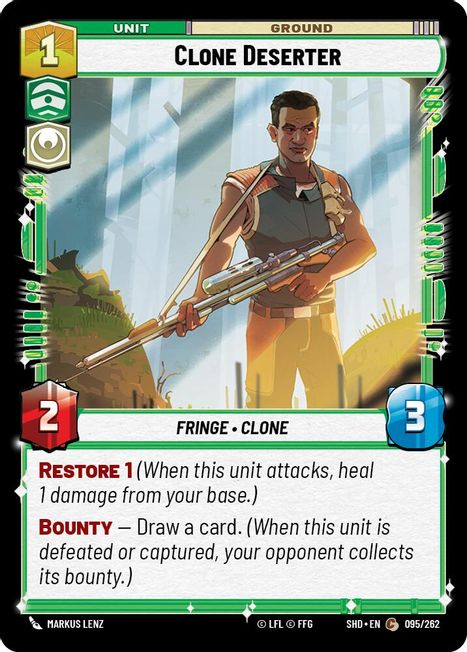 UNIT
GROUND
1
CLONE DESERTER
2
FRINGE • CLONE
3
RESTORE 1 (When this unit attacks, heal
1 damage from your base.)
BOUNTY — Draw a card. (When this unit is
defeated or captured, your opponent collects
its bounty.)
MARKUS LENZ
© LFL © FFG
SHD • EN C 095/262